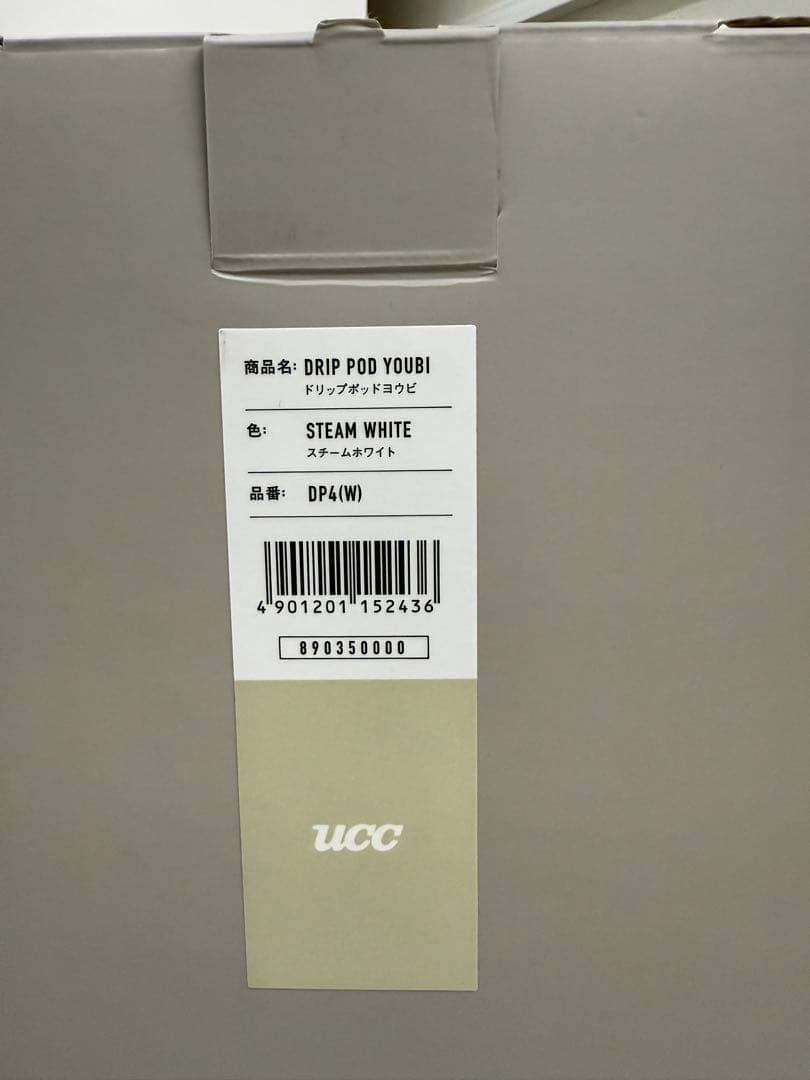 商品名: DRIP POD YOUBI
ドリップポッドヨウビ
色: STEAM WHITE
スチームホワイト
品番: DP4(W)
4 901201 152436
890350000
ucc